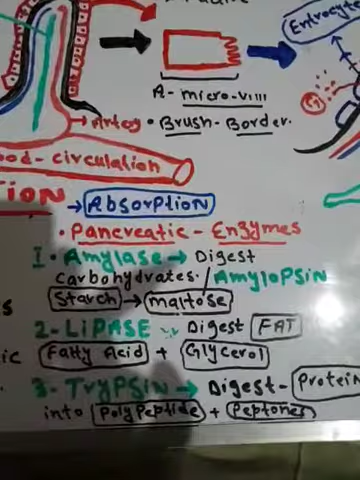 Entrocyte
A- micro-villi
→ Artery • Brush-Border.
ood-circulation
TION → Absorption
• Pancreatic - Enzymes
1- Amylase → Digest
carbohydrates. / Amylopsin
Starch → maltose
2- LIPASE Digest FAT
Fatty Acid + Glycerol
3- Trypsin → Digest- Protein
into Polypeptide + Peptones